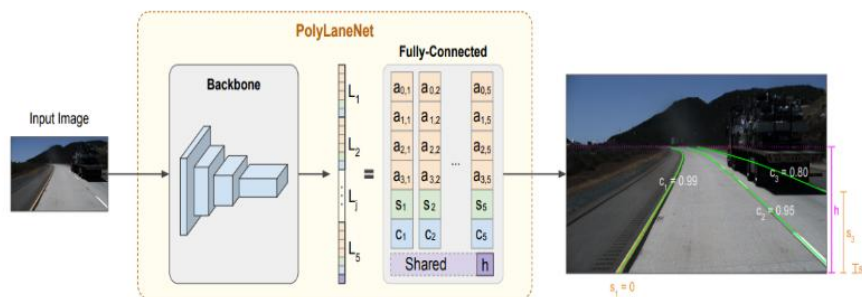 PolyLaneNet
Fully-Connected
Backbone
Input Image
L₁
L₂
Lⱼ
L₅
=
a₀,₁ a₀,₂ a₀,₅
a₁,₁ a₁,₂ a₁,₅
a₂,₁ a₂,₂ ... a₂,₅
a₃,₁ a₃,₂ a₃,₅
s₁ s₂ s₅
c₁ c₂ c₅
Shared h
c₁ = 0.99
c₃ = 0.80
c₂ = 0.95
h
s₁ = 0